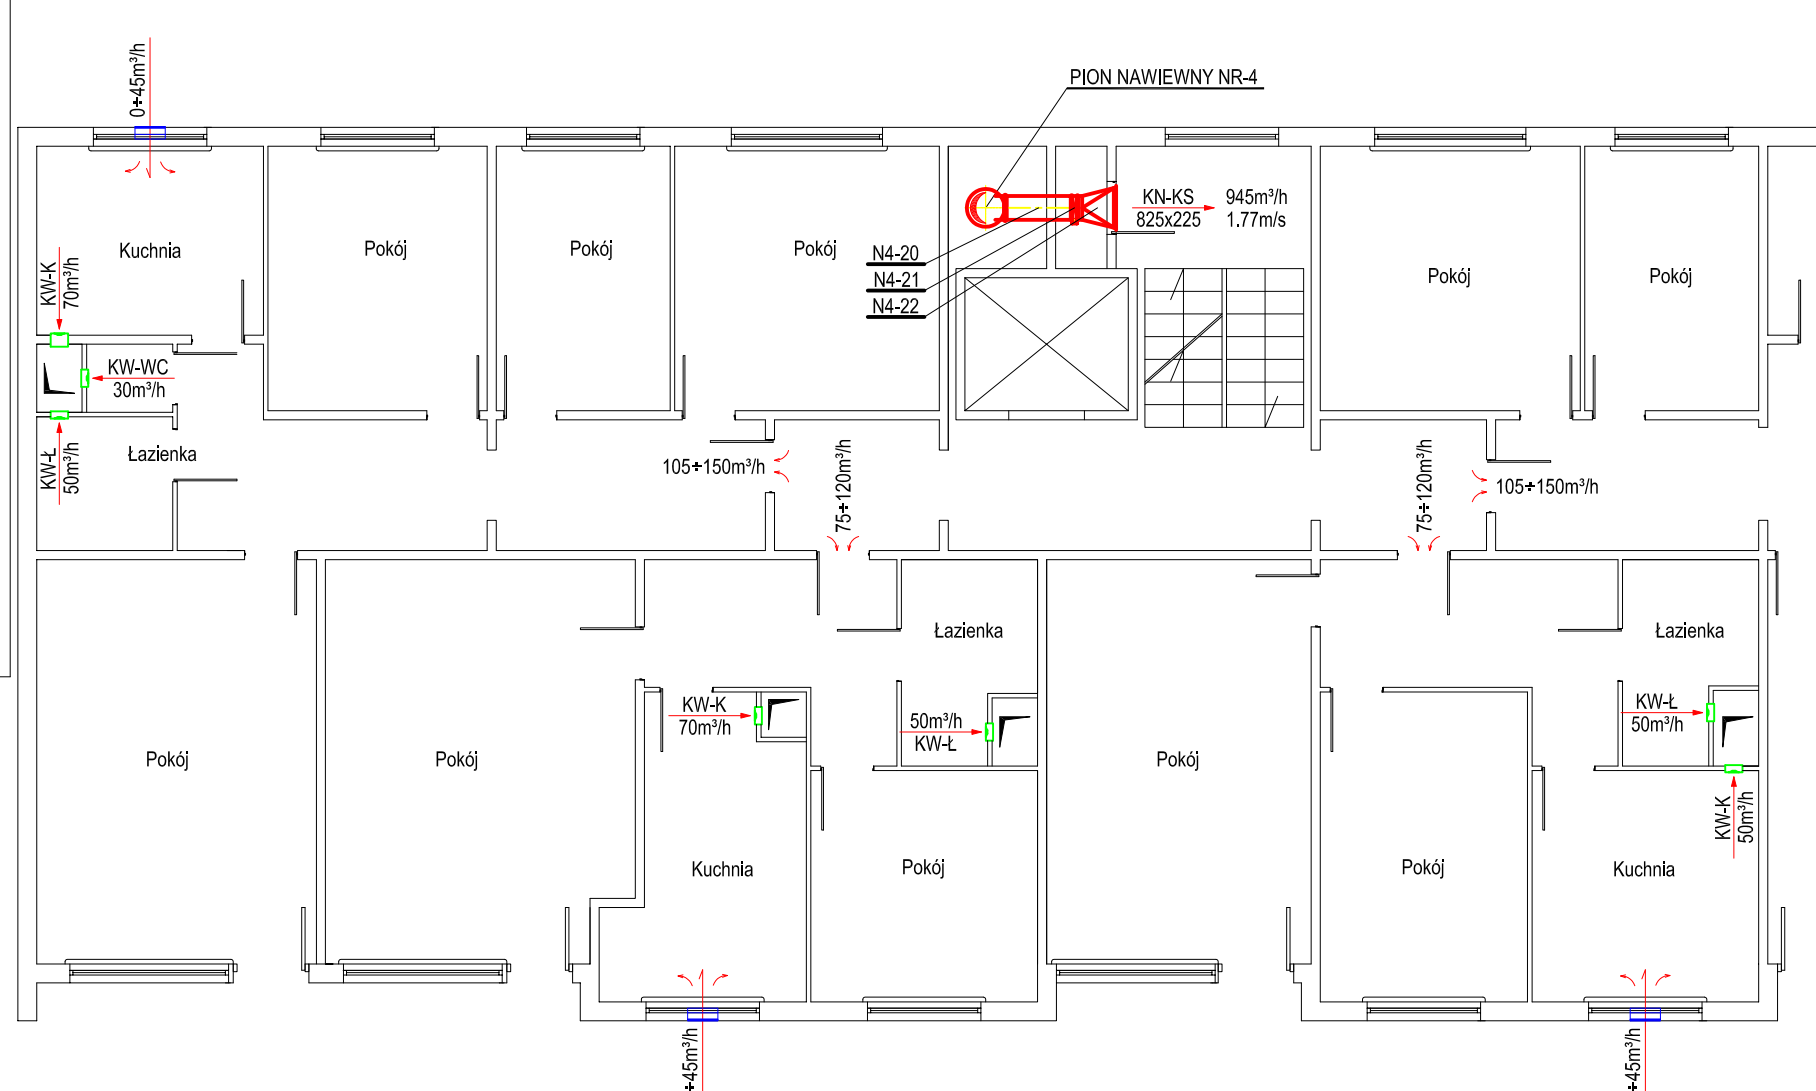 0÷45m³/h
PION NAWIEWNY NR-4
KN-KS
825x225
945m³/h
1.77m/s
Kuchnia
Pokój
Pokój
Pokój
N4-20
N4-21
N4-22
Pokój
Pokój
KW-K
70m³/h
KW-WC
30m³/h
KW-Ł
50m³/h
Łazienka
105÷150m³/h
75÷120m³/h
75÷120m³/h
105÷150m³/h
Łazienka
Łazienka
KW-K
70m³/h
50m³/h
KW-Ł
KW-Ł
50m³/h
Pokój
Pokój
Pokój
KW-K
50m³/h
Kuchnia
Pokój
Pokój
Kuchnia
÷45m³/h
÷45m³/h